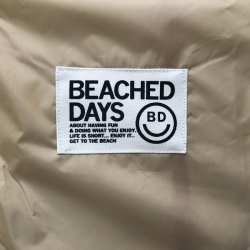 BEACHED
DAYS
BD
ABOUT HAVING FUN
& DOING WHAT YOU ENJOY.
LIFE IS SHORT... ENJOY IT..
GET TO THE BEACH